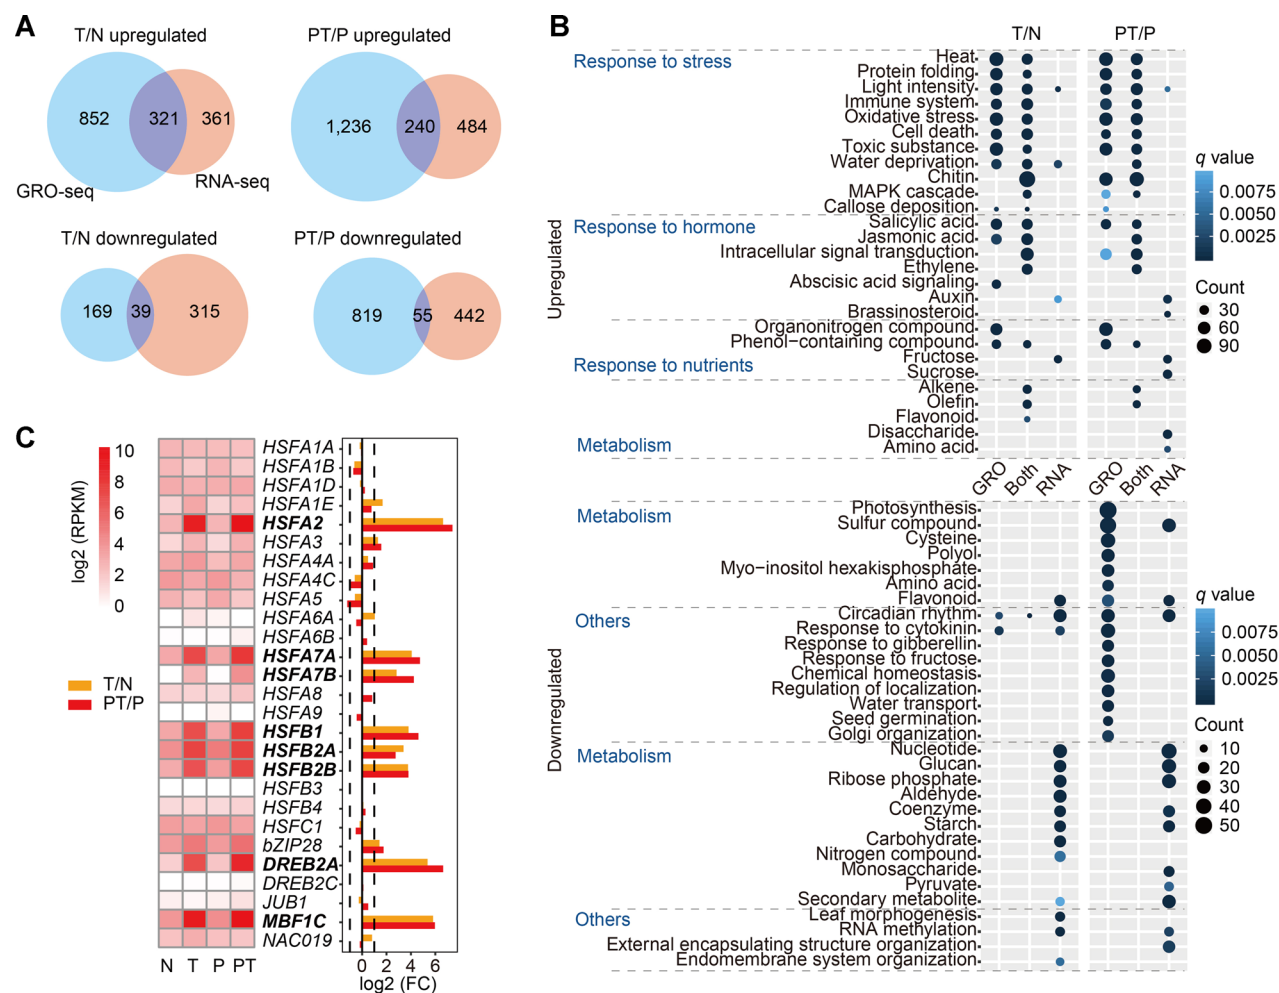 A
T/N upregulated
PT/P upregulated
852
321
361
1,236
240
484
GRO-seq
RNA-seq
T/N downregulated
PT/P downregulated
169
39
315
819
55
442
B
T/N
PT/P
Upregulated
Response to stress
Heat
Protein folding
Light intensity
Immune system
Oxidative stress
Cell death
Toxic substance
Water deprivation
Chitin
MAPK cascade
Callose deposition
Response to hormone
Salicylic acid
Jasmonic acid
Intracellular signal transduction
Ethylene
Abscisic acid signaling
Auxin
Brassinosteroid
Response to nutrients
Organonitrogen compound
Phenol−containing compound
Fructose
Sucrose
Metabolism
Alkene
Olefin
Flavonoid
Disaccharide
Amino acid
q value
0.0075
0.0050
0.0025
Count
30
60
90
GRO
Both
RNA
GRO
Both
RNA
Downregulated
Metabolism
Photosynthesis
Sulfur compound
Cysteine
Polyol
Myo−inositol hexakisphosphate
Amino acid
Flavonoid
Others
Circadian rhythm
Response to cytokinin
Response to gibberellin
Response to fructose
Chemical homeostasis
Regulation of localization
Water transport
Seed germination
Golgi organization
Metabolism
Nucleotide
Glucan
Ribose phosphate
Aldehyde
Coenzyme
Starch
Carbohydrate
Nitrogen compound
Monosaccharide
Pyruvate
Secondary metabolite
Others
Leaf morphogenesis
RNA methylation
External encapsulating structure organization
Endomembrane system organization
q value
0.0075
0.0050
0.0025
Count
10
20
30
40
50
C
log2 (RPKM)
10
8
6
4
2
0
HSFA1A
HSFA1B
HSFA1D
HSFA1E
HSFA2
HSFA3
HSFA4A
HSFA4C
HSFA5
HSFA6A
HSFA6B
HSFA7A
HSFA7B
HSFA8
HSFA9
HSFB1
HSFB2A
HSFB2B
HSFB3
HSFB4
HSFC1
bZIP28
DREB2A
DREB2C
JUB1
MBF1C
NAC019
T/N
PT/P
N
T
P
PT
0
2
4
6
log2 (FC)